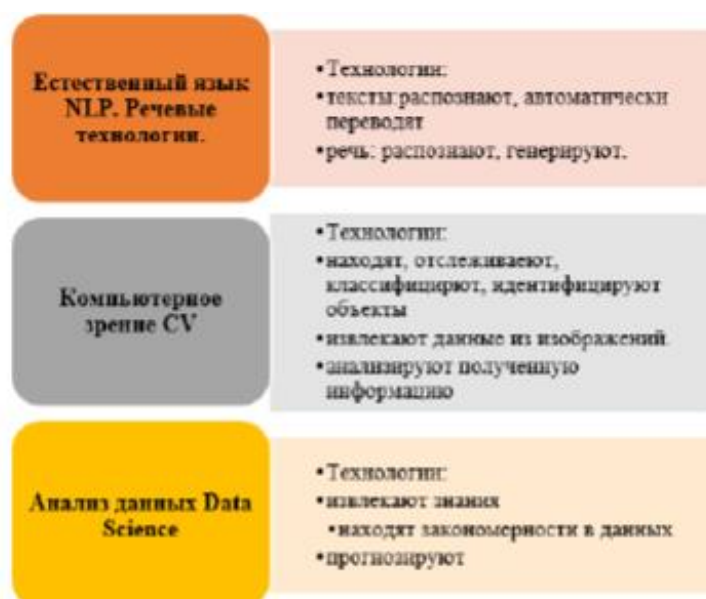 Естественный язык
NLP. Речевые
технологии.
•Технологии:
•тексты:распознают, автоматически
переводят
•речь: распознают, генерируют.
Компьютерное
зрение CV
•Технологии:
•находят, отслеживеют,
классифицирют, идентифицируют
объекты
•извлекают данные из изображений.
•анализируют полученную
информацию
Анализ данных Data
Science
•Технологии:
•извлекают знания
•находят закономерности в данных
•прогнозируют